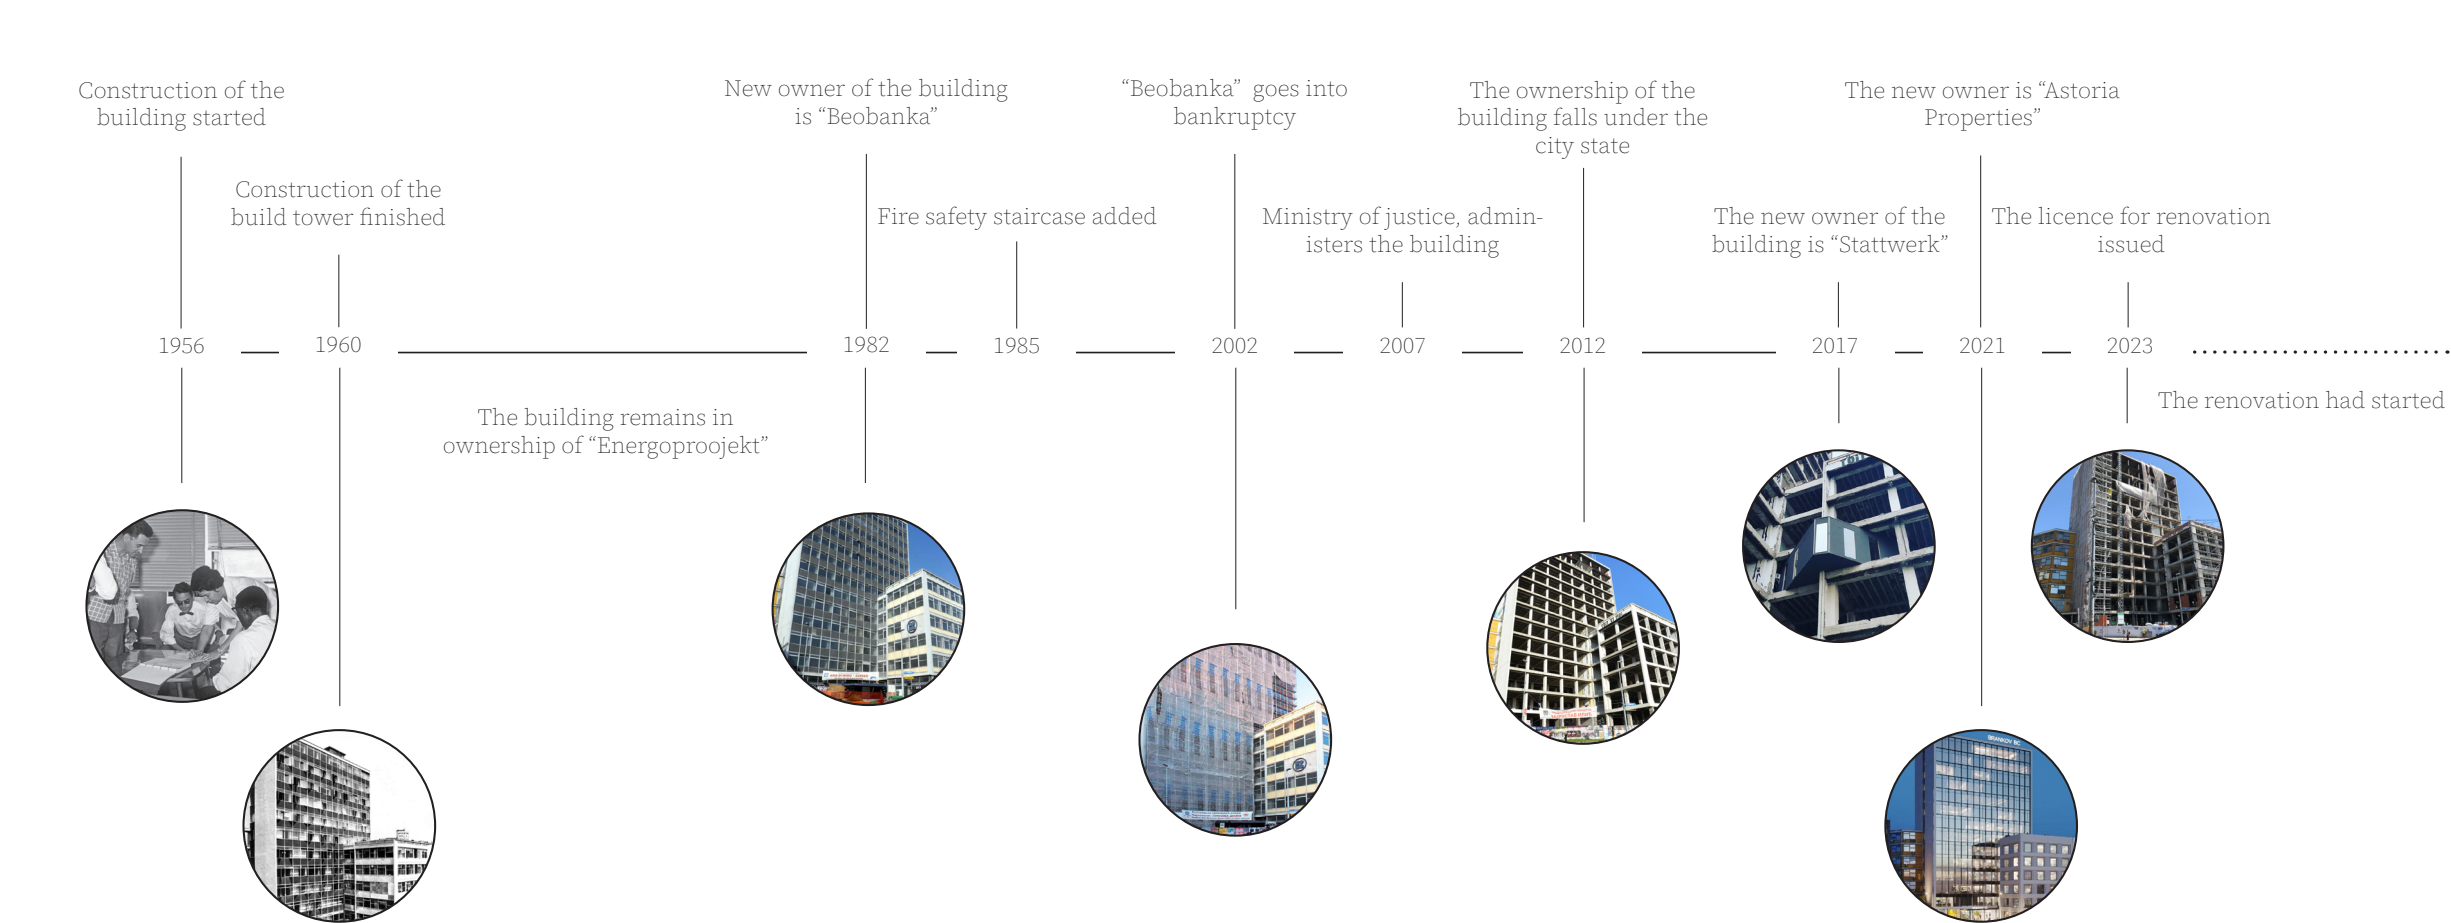 Construction of the
building started
Construction of the
build tower finished
New owner of the building
is “Beobanka”
Fire safety staircase added
“Beobanka”  goes into
bankruptcy
Ministry of justice, admin-
isters the building
The ownership of the
building falls under the
city state
The new owner of the
building is “Stattwerk”
The new owner is “Astoria
Properties”
The licence for renovation
issued
1956
1960
1982
1985
2002
2007
2012
2017
2021
2023
The building remains in
ownership of “Energoproojekt”
The renovation had started
BRANKOV BC